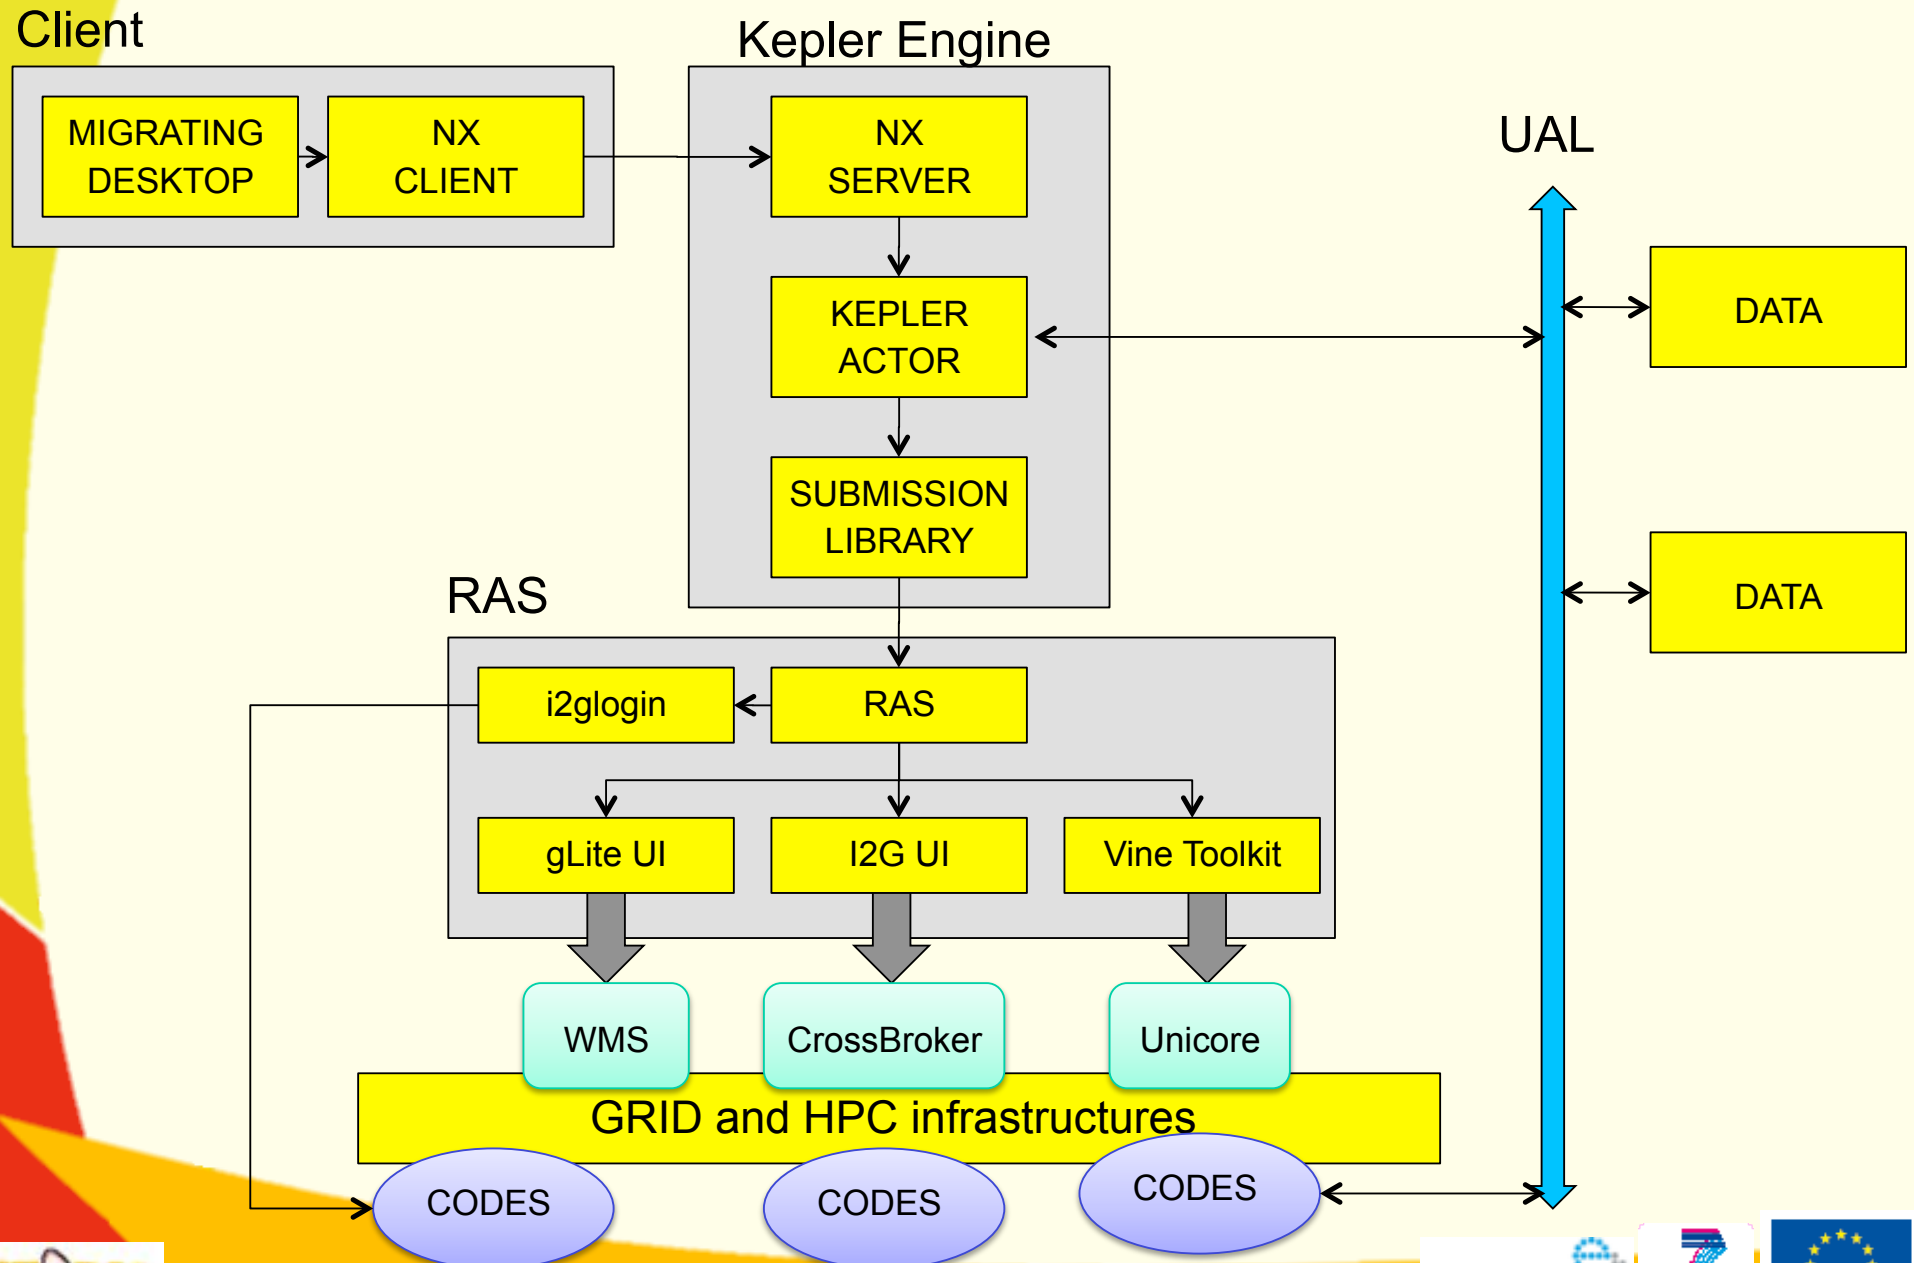 Client
Kepler Engine
MIGRATING
DESKTOP
NX
CLIENT
NX
SERVER
UAL
KEPLER
ACTOR
DATA
SUBMISSION
LIBRARY
DATA
RAS
i2glogin
RAS
gLite UI
I2G UI
Vine Toolkit
WMS
CrossBroker
Unicore
GRID and HPC infrastructures
CODES
CODES
CODES